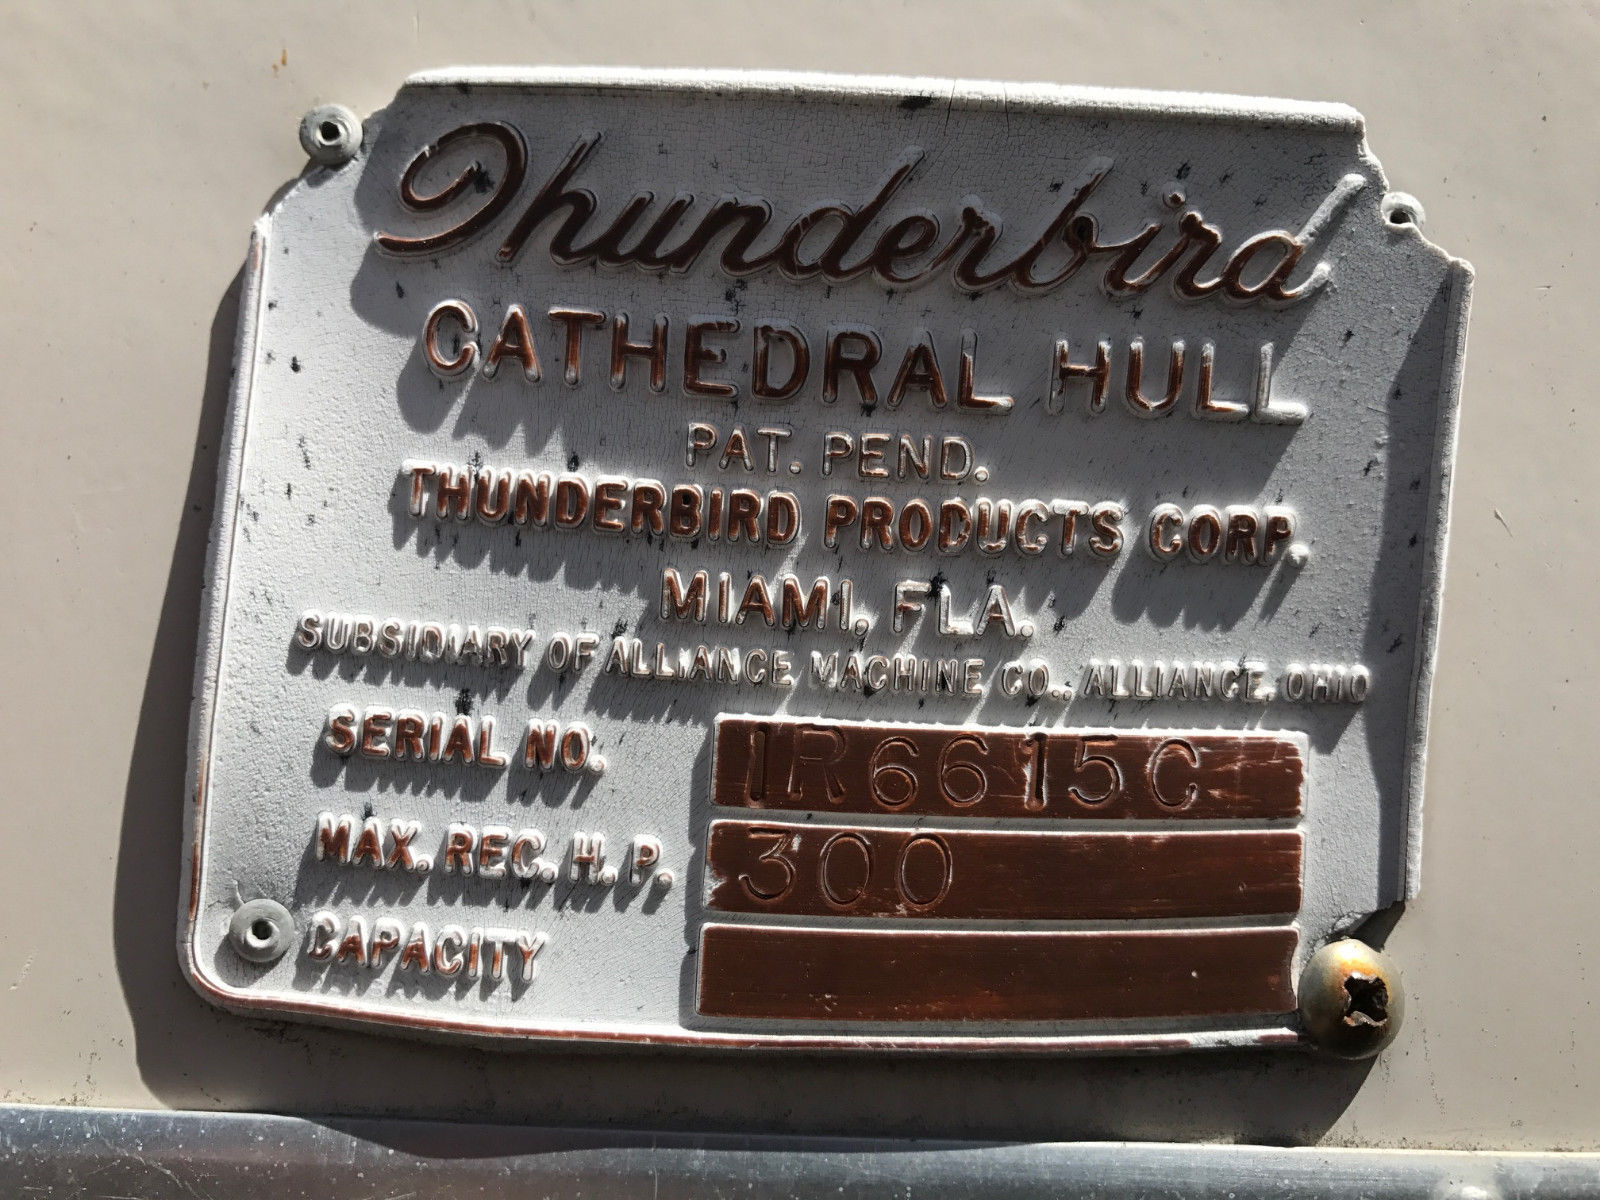 Thunderbird
CATHEDRAL HULL
PAT. PEND.
THUNDERBIRD PRODUCTS CORP.
MIAMI, FLA.
SUBSIDIARY OF ALLIANCE MACHINE CO., ALLIANCE, OHIO
SERIAL NO. 1R6615C
MAX. REC. H. P. 300
CAPACITY